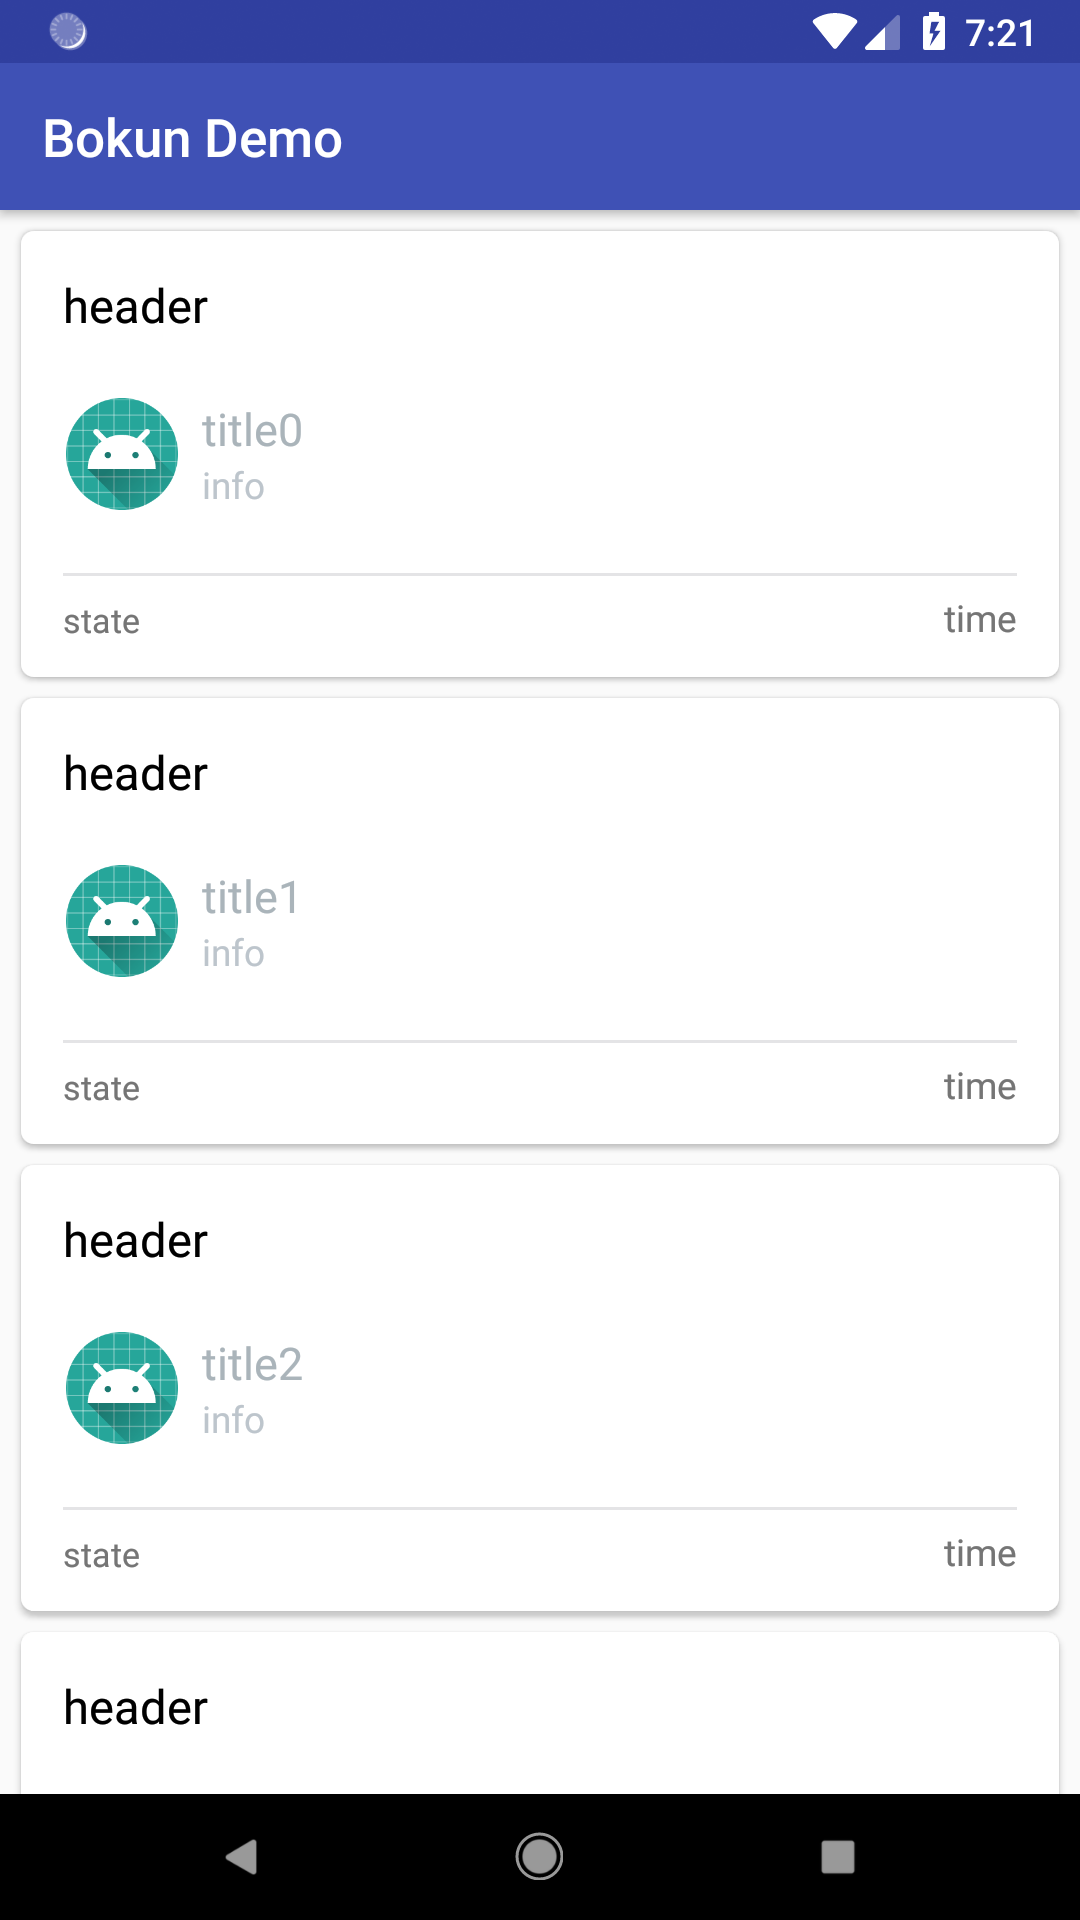 7:21
Bokun Demo
header
title0
info
state time
header
title1
info
state time
header
title2
info
state time
header